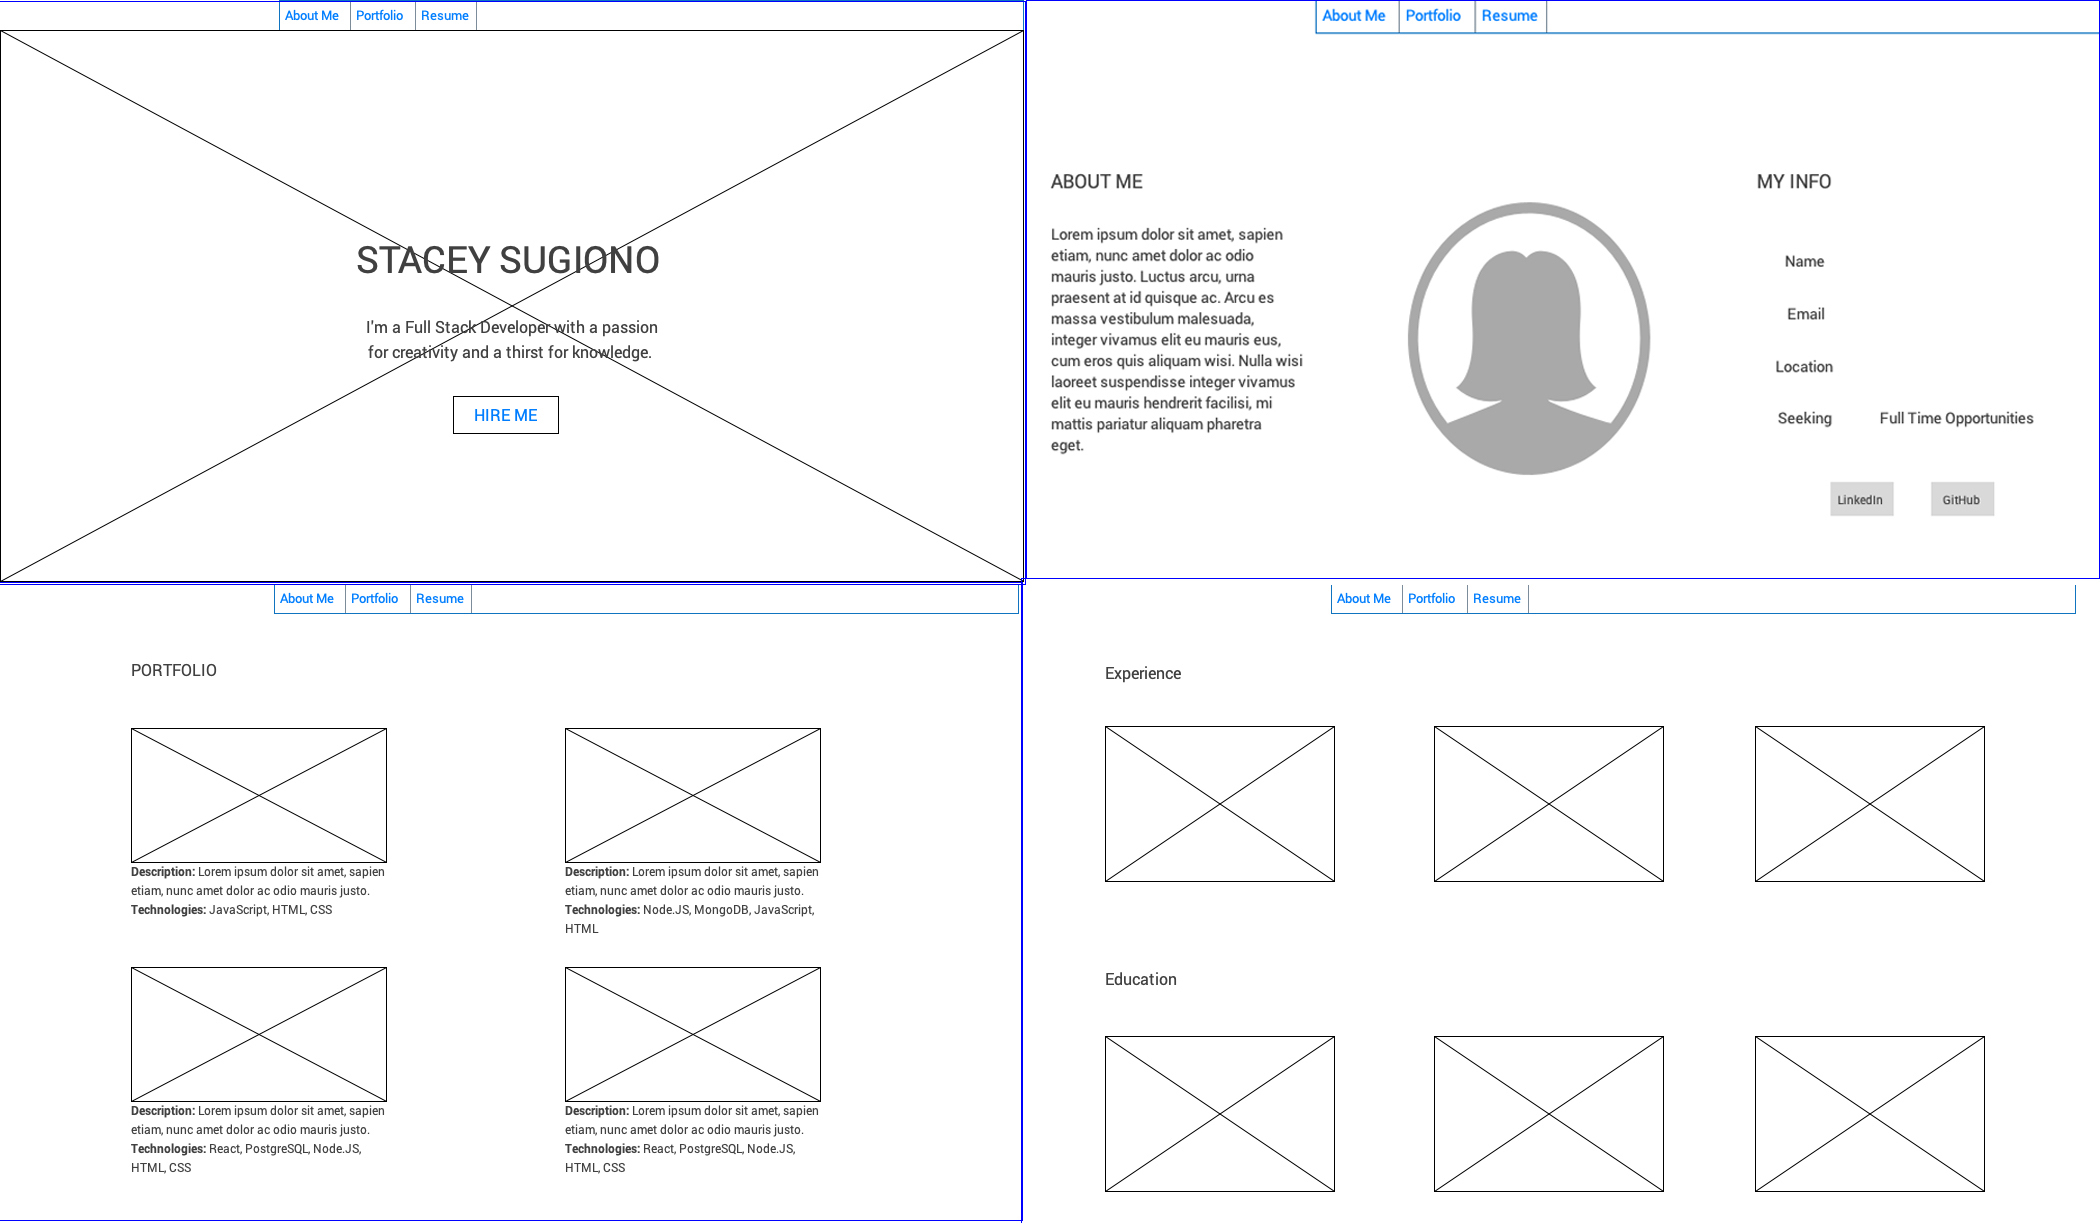 About Me Portfolio Resume
STACEY SUGIONO
I'm a Full Stack Developer with a passion
for creativity and a thirst for knowledge.
HIRE ME
About Me Portfolio Resume
ABOUT ME
Lorem ipsum dolor sit amet, sapien
etiam, nunc amet dolor ac odio
mauris justo. Luctus arcu, urna
praesent at id quisque ac. Arcu es
massa vestibulum malesuada,
integer vivamus elit eu mauris eus,
cum eros quis aliquam wisi. Nulla wisi
laoreet suspendisse integer vivamus
elit eu mauris hendrerit facilisi, mi
mattis pariatur aliquam pharetra
eget.
MY INFO
Name
Email
Location
Seeking Full Time Opportunities
LinkedIn GitHub
About Me Portfolio Resume
PORTFOLIO
Description: Lorem ipsum dolor sit amet, sapien
etiam, nunc amet dolor ac odio mauris justo.
Technologies: JavaScript, HTML, CSS
Description: Lorem ipsum dolor sit amet, sapien
etiam, nunc amet dolor ac odio mauris justo.
Technologies: Node.JS, MongoDB, JavaScript,
HTML
Description: Lorem ipsum dolor sit amet, sapien
etiam, nunc amet dolor ac odio mauris justo.
Technologies: React, PostgreSQL, Node.JS,
HTML, CSS
Description: Lorem ipsum dolor sit amet, sapien
etiam, nunc amet dolor ac odio mauris justo.
Technologies: React, PostgreSQL, Node.JS,
HTML, CSS
About Me Portfolio Resume
Experience
Education